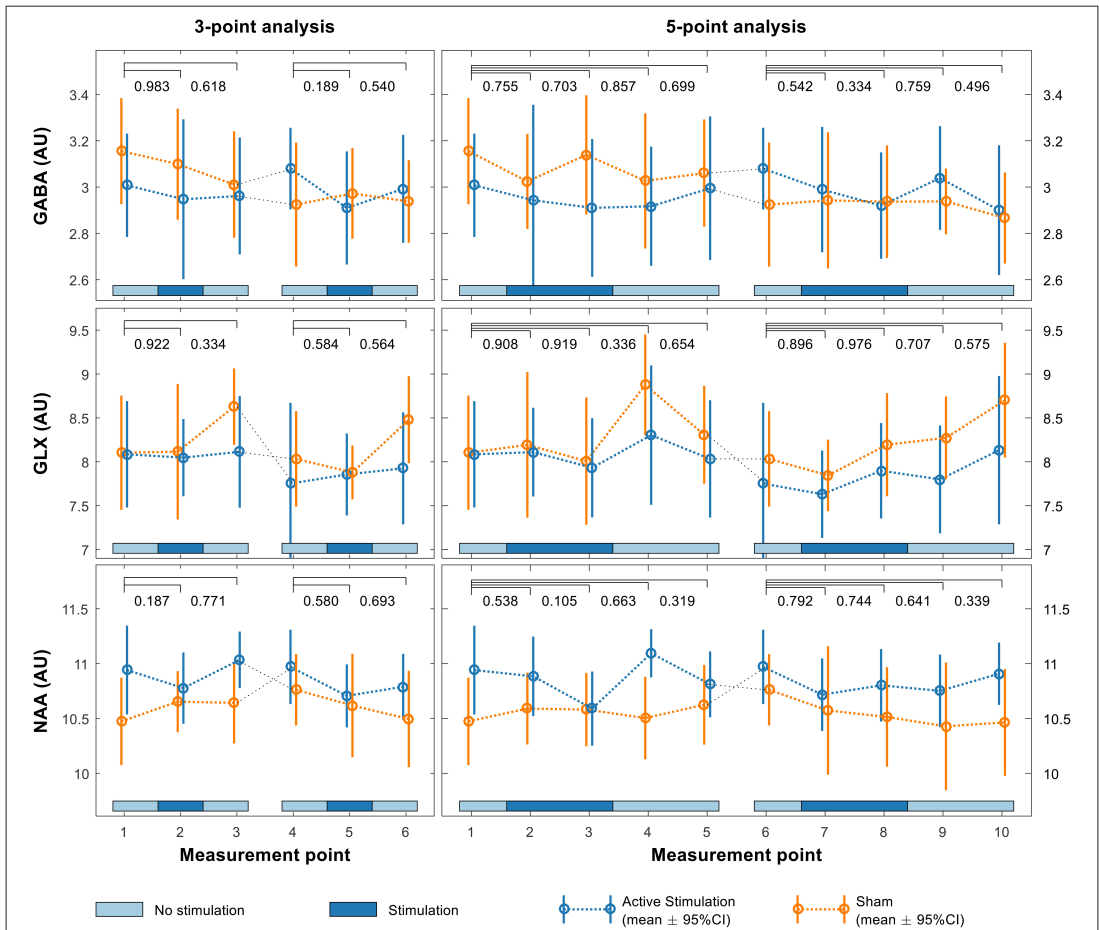 3-point analysis 5-point analysis
0.983 0.618 0.189 0.540 0.755 0.703 0.857 0.699 0.542 0.334 0.759 0.496
GABA (AU)
3.4 3.4
3.2 3.2
3 3
2.8 2.8
2.6 2.6
0.922 0.334 0.584 0.564 0.908 0.919 0.336 0.654 0.896 0.976 0.707 0.575
GLX (AU)
9.5 9.5
9 9
8.5 8.5
8 8
7.5 7.5
7 7
0.187 0.771 0.580 0.693 0.538 0.105 0.663 0.319 0.792 0.744 0.641 0.339
NAA (AU)
11.5 11.5
11 11
10.5 10.5
10 10
1 2 3 4 5 6 1 2 3 4 5 6 7 8 9 10
Measurement point Measurement point
No stimulation Stimulation Active Stimulation Sham
(mean ± 95%CI) (mean ± 95%CI)